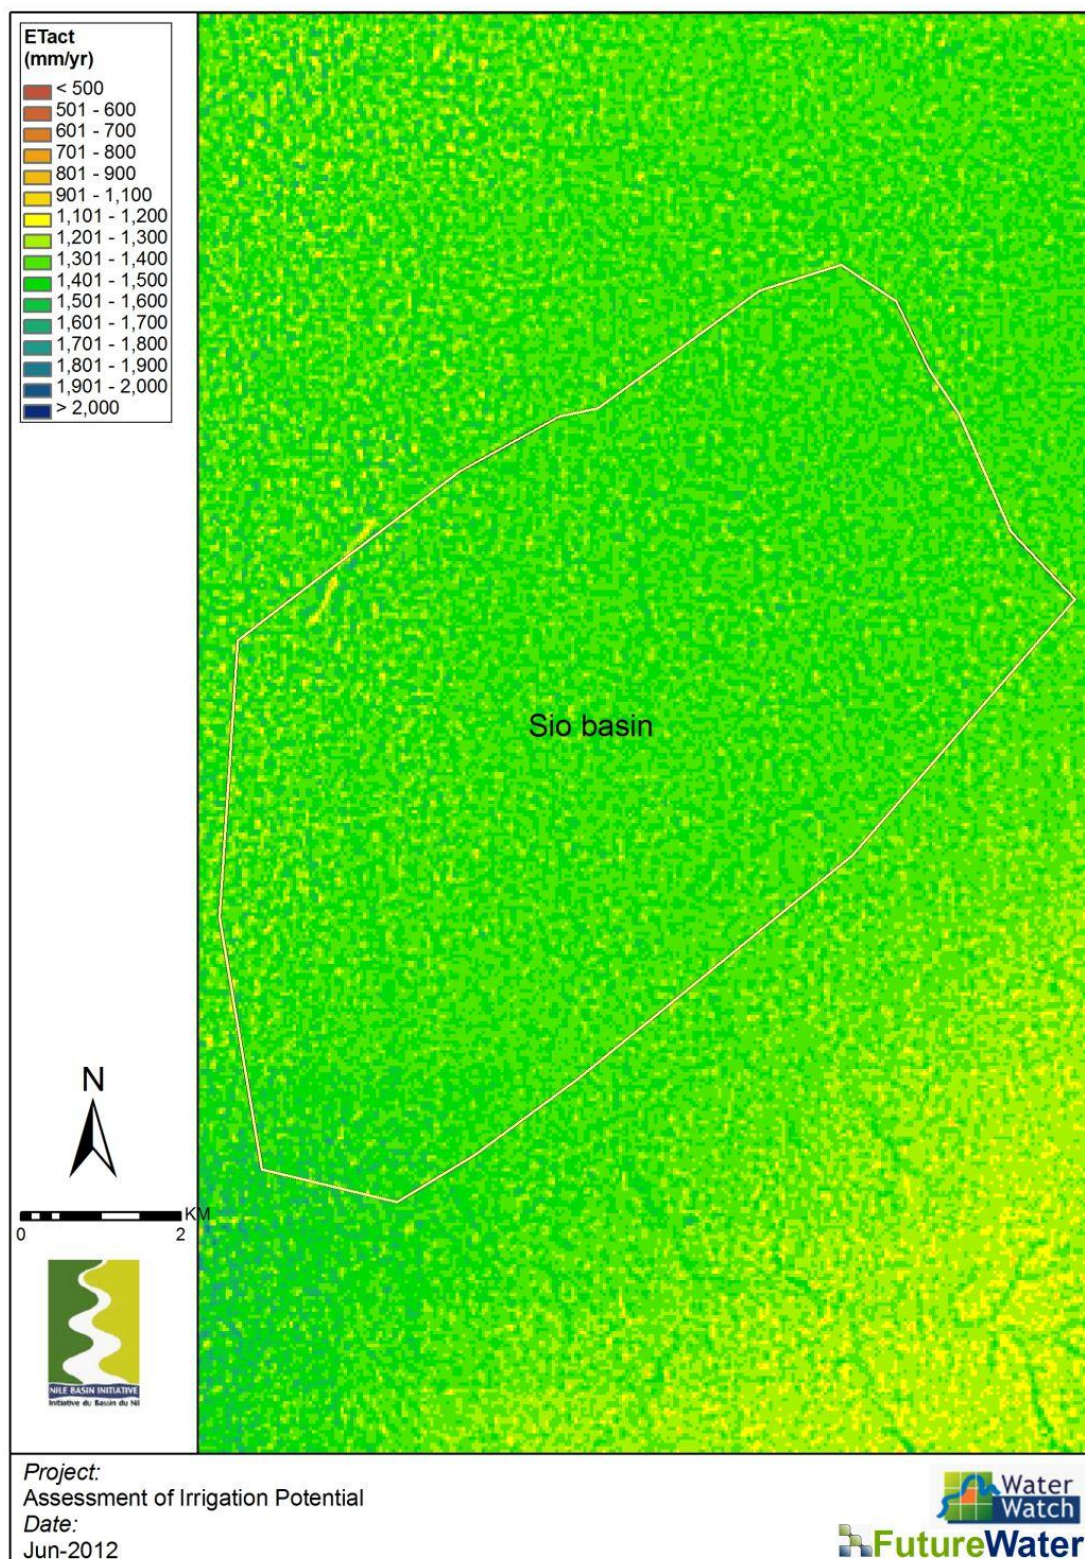 ETact
(mm/yr)
< 500
501 - 600
601 - 700
701 - 800
801 - 900
901 - 1,100
1,101 - 1,200
1,201 - 1,300
1,301 - 1,400
1,401 - 1,500
1,501 - 1,600
1,601 - 1,700
1,701 - 1,800
1,801 - 1,900
1,901 - 2,000
> 2,000
Sio basin
N
KM
0 2
NILE BASIN INITIATIVE
Initiative du Bassin du Nil
Project:
Assessment of Irrigation Potential
Date:
Jun-2012
Water
Watch
FutureWater